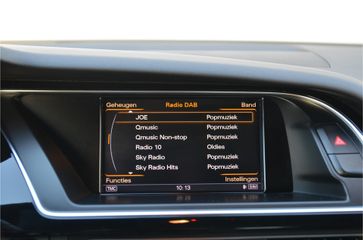 Geheugen Radio DAB Band
JOE Popmuziek
Qmusic Popmuziek
Qmusic Non-stop Popmuziek
Radio 10 Oldies
Sky Radio Popmuziek
Sky Radio Hits Popmuziek
Functies Instellingen
TMC 10:13